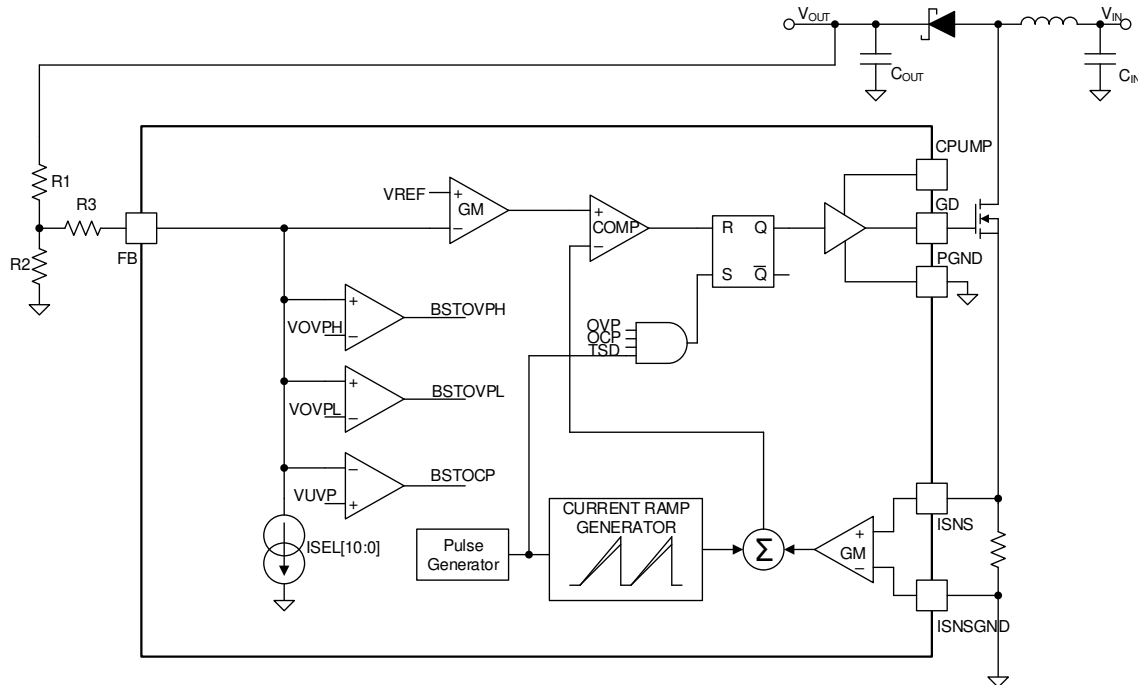 VOUT
VIN
COUT
CIN
CPUMP
R1
R3
R2
FB
VREF
+
GM
−
+
COMP
−
R Q
S Q̅
GD
PGND
+
BSTOVPH
VOVPH
−
OVP
OCP
TSD
+
BSTOVPL
VOVPL
−
−
BSTOCP
VUVP
+
ISEL[10:0]
Pulse
Generator
CURRENT RAMP
GENERATOR
Σ
+
GM
−
ISNS
ISNSGND